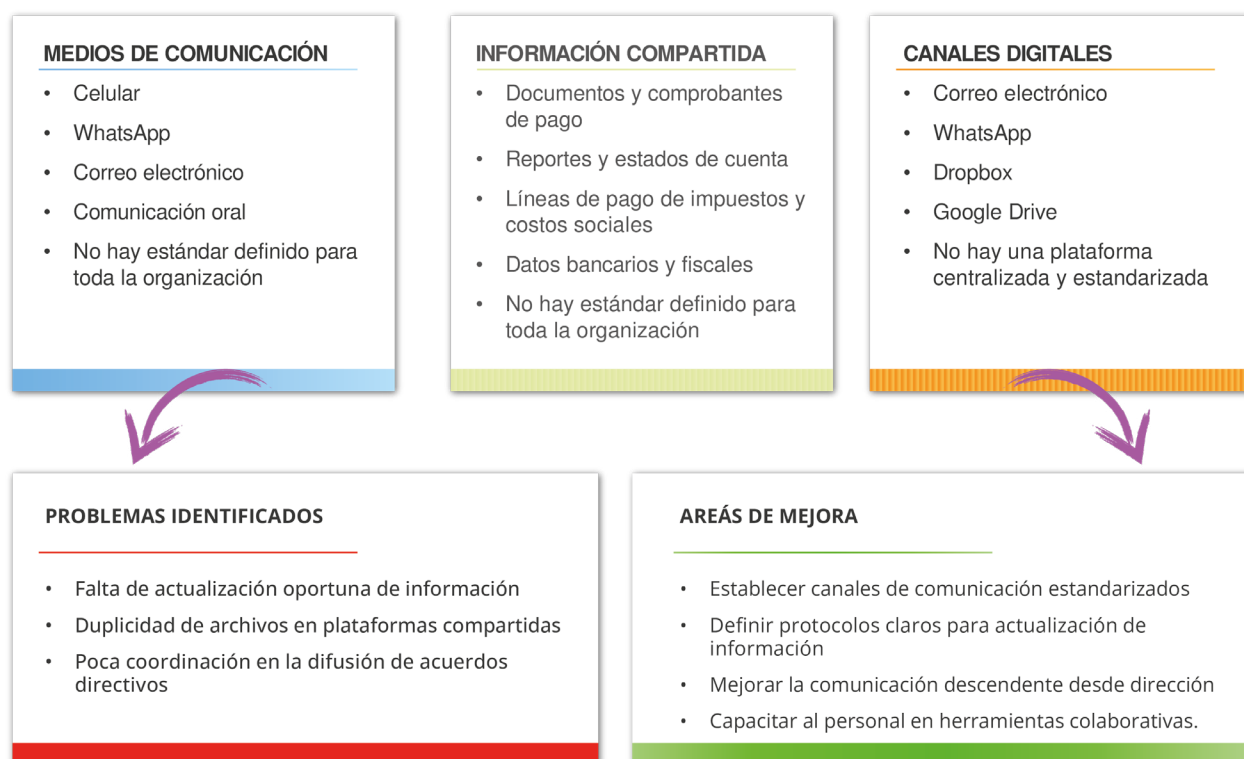 MEDIOS DE COMUNICACIÓN
• Celular
• WhatsApp
• Correo electrónico
• Comunicación oral
• No hay estándar definido para
toda la organización
INFORMACIÓN COMPARTIDA
• Documentos y comprobantes
de pago
• Reportes y estados de cuenta
• Líneas de pago de impuestos y
costos sociales
• Datos bancarios y fiscales
• No hay estándar definido para
toda la organización
CANALES DIGITALES
• Correo electrónico
• WhatsApp
• Dropbox
• Google Drive
• No hay una plataforma
centralizada y estandarizada
PROBLEMAS IDENTIFICADOS
• Falta de actualización oportuna de información
• Duplicidad de archivos en plataformas compartidas
• Poca coordinación en la difusión de acuerdos
directivos
AREÁS DE MEJORA
• Establecer canales de comunicación estandarizados
• Definir protocolos claros para actualización de
información
• Mejorar la comunicación descendente desde dirección
• Capacitar al personal en herramientas colaborativas.